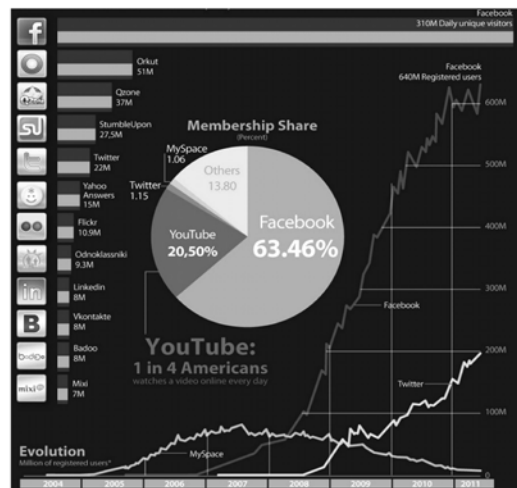 Facebook
310M Daily unique visitors
Orkut
51M
Qzone
37M
StumbleUpon
27,5M
Twitter
22M
Yahoo
Answers
15M
Flickr
10.9M
Odnoklassniki
9.3M
Linkedin
8M
Vkontakte
8M
Badoo
8M
Mixi
7M
Membership Share
(Percent)
MySpace
1.06
Others
13.80
Twitter
1.15
YouTube
20,50%
Facebook
63.46%
YouTube:
1 in 4 Americans
watches a video online every day
Facebook
640M Registered users
600M
500M
400M
300M
200M
100M
0
Facebook
Twitter
MySpace
Evolution
Million of registered users*
2004 2005 2006 2007 2008 2009 2010 2011